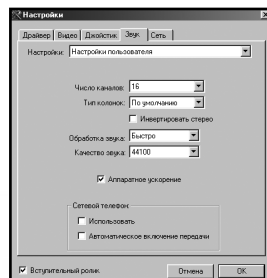 Настройки
Драйвер Видео Джойстик Звук Сеть
Настройки: Настройки пользователя
Число каналов: 16
Тип колонок: По умолчанию
Инвертировать стерео
Обработка звука: Быстро
Качество звука: 44100
Аппаратное ускорение
Сетевой телефон:
Использовать
Автоматическое включение передачи
Вступительный ролик. Отмена OK